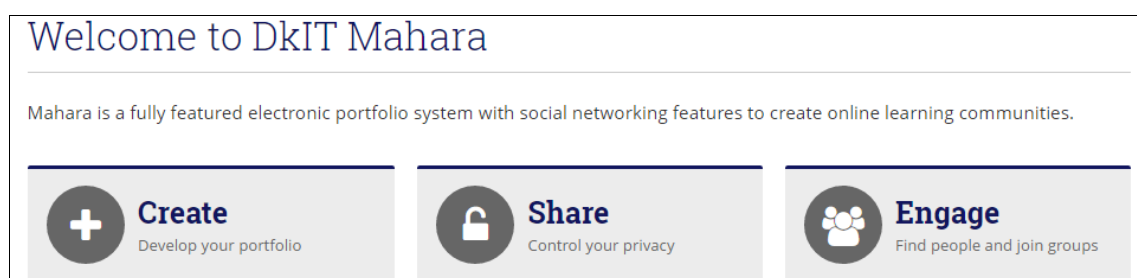 Welcome to DkIT Mahara
Mahara is a fully featured electronic portfolio system with social networking features to create online learning communities.
Create
Develop your portfolio
Share
Control your privacy
Engage
Find people and join groups